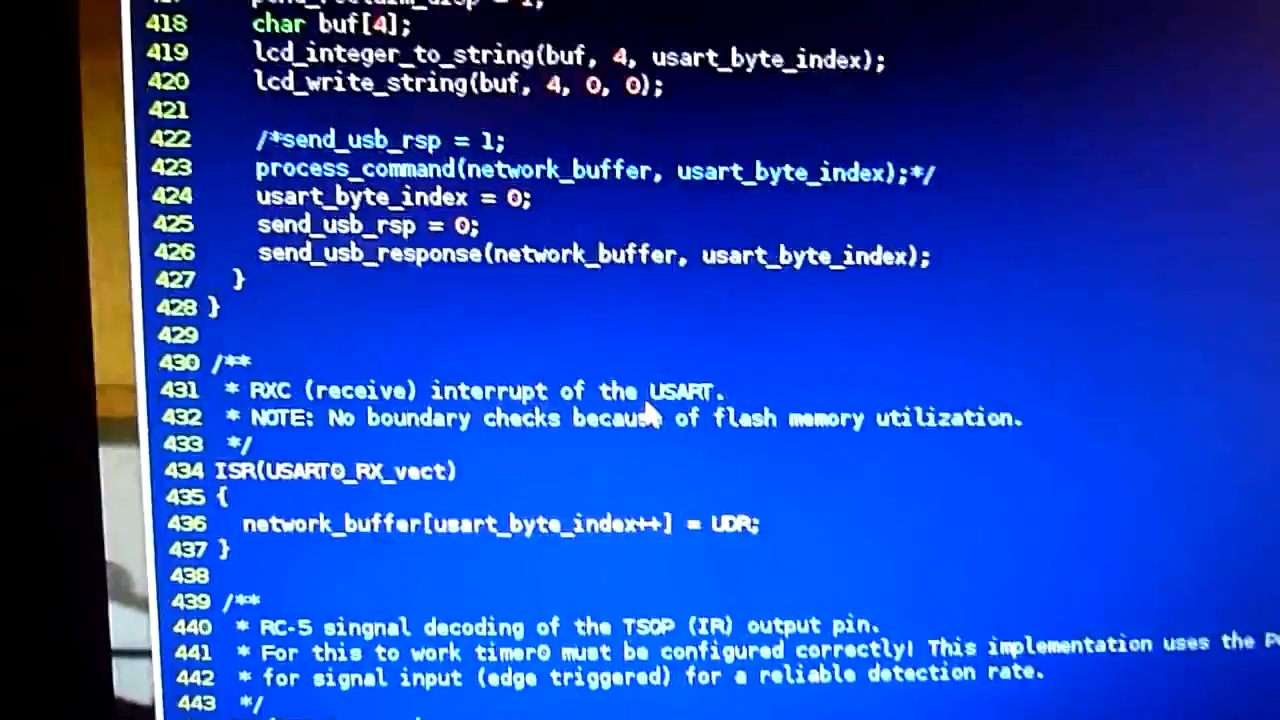 418 char buf[4];
419 lcd_integer_to_string(buf, 4, usart_byte_index);
420 lcd_write_string(buf, 4, 0, 0);
421
422 /*send_usb_rsp = 1;
423 process_command(network_buffer, usart_byte_index);*/
424 usart_byte_index = 0;
425 send_usb_rsp = 0;
426 send_usb_response(network_buffer, usart_byte_index);
427 }
428 }
429
430 /**
431 * RXC (receive) interrupt of the USART.
432 * NOTE: No boundary checks because of flash memory utilization.
433 */
434 ISR(USART0_RX_vect)
435 {
436 network_buffer[usart_byte_index++] = UDR;
437 }
438
439 /**
440 * RC-5 singnal decoding of the TSOP (IR) output pin.
441 * For this to work timer0 must be configured correctly! This implementation uses the
442 * for signal input (edge triggered) for a reliable detection rate.
443 */